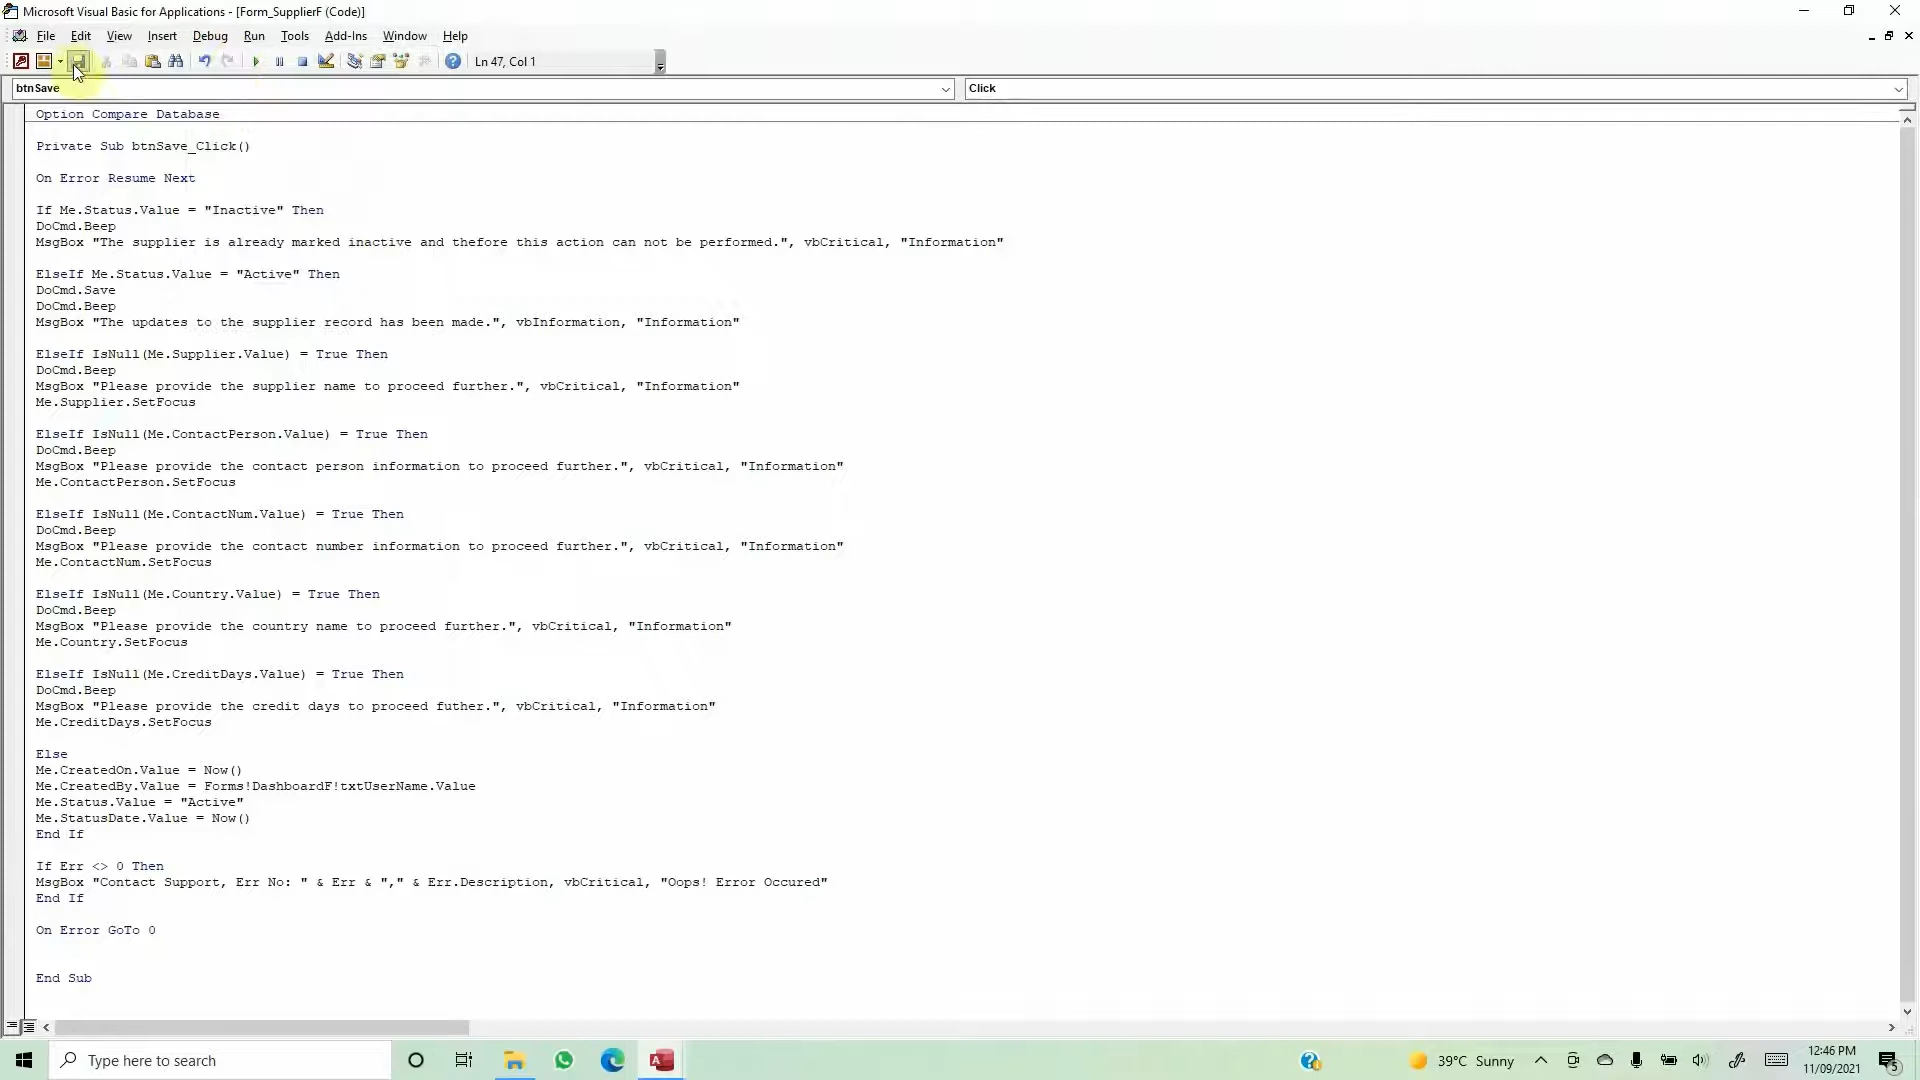 Microsoft Visual Basic for Applications - [Form_SupplierF (Code)]
File Edit View Insert Debug Run Tools Add-Ins Window Help
Ln 47, Col 1
btnSave
Click
Option Compare Database
Private Sub btnSave_Click()
On Error Resume Next
If Me.Status.Value = "Inactive" Then
DoCmd.Beep
MsgBox "The supplier is already marked inactive and thefore this action can not be performed.", vbCritical, "Information"
ElseIf Me.Status.Value = "Active" Then
DoCmd.Save
DoCmd.Beep
MsgBox "The updates to the supplier record has been made.", vbInformation, "Information"
ElseIf IsNull(Me.Supplier.Value) = True Then
DoCmd.Beep
MsgBox "Please provide the supplier name to proceed further.", vbCritical, "Information"
Me.Supplier.SetFocus
ElseIf IsNull(Me.ContactPerson.Value) = True Then
DoCmd.Beep
MsgBox "Please provide the contact person information to proceed further.", vbCritical, "Information"
Me.ContactPerson.SetFocus
ElseIf IsNull(Me.ContactNum.Value) = True Then
DoCmd.Beep
MsgBox "Please provide the contact number information to proceed further.", vbCritical, "Information"
Me.ContactNum.SetFocus
ElseIf IsNull(Me.Country.Value) = True Then
DoCmd.Beep
MsgBox "Please provide the country name to proceed further.", vbCritical, "Information"
Me.Country.SetFocus
ElseIf IsNull(Me.CreditDays.Value) = True Then
DoCmd.Beep
MsgBox "Please provide the credit days to proceed futher.", vbCritical, "Information"
Me.CreditDays.SetFocus
Else
Me.CreatedOn.Value = Now()
Me.CreatedBy.Value = Forms!DashboardF!txtUserName.Value
Me.Status.Value = "Active"
Me.StatusDate.Value = Now()
End If
If Err <> 0 Then
MsgBox "Contact Support, Err No: " & Err & "," & Err.Description, vbCritical, "Oops! Error Occured"
End If
On Error GoTo 0
End Sub
Type here to search
39°C Sunny
12:46 PM
11/09/2021
5